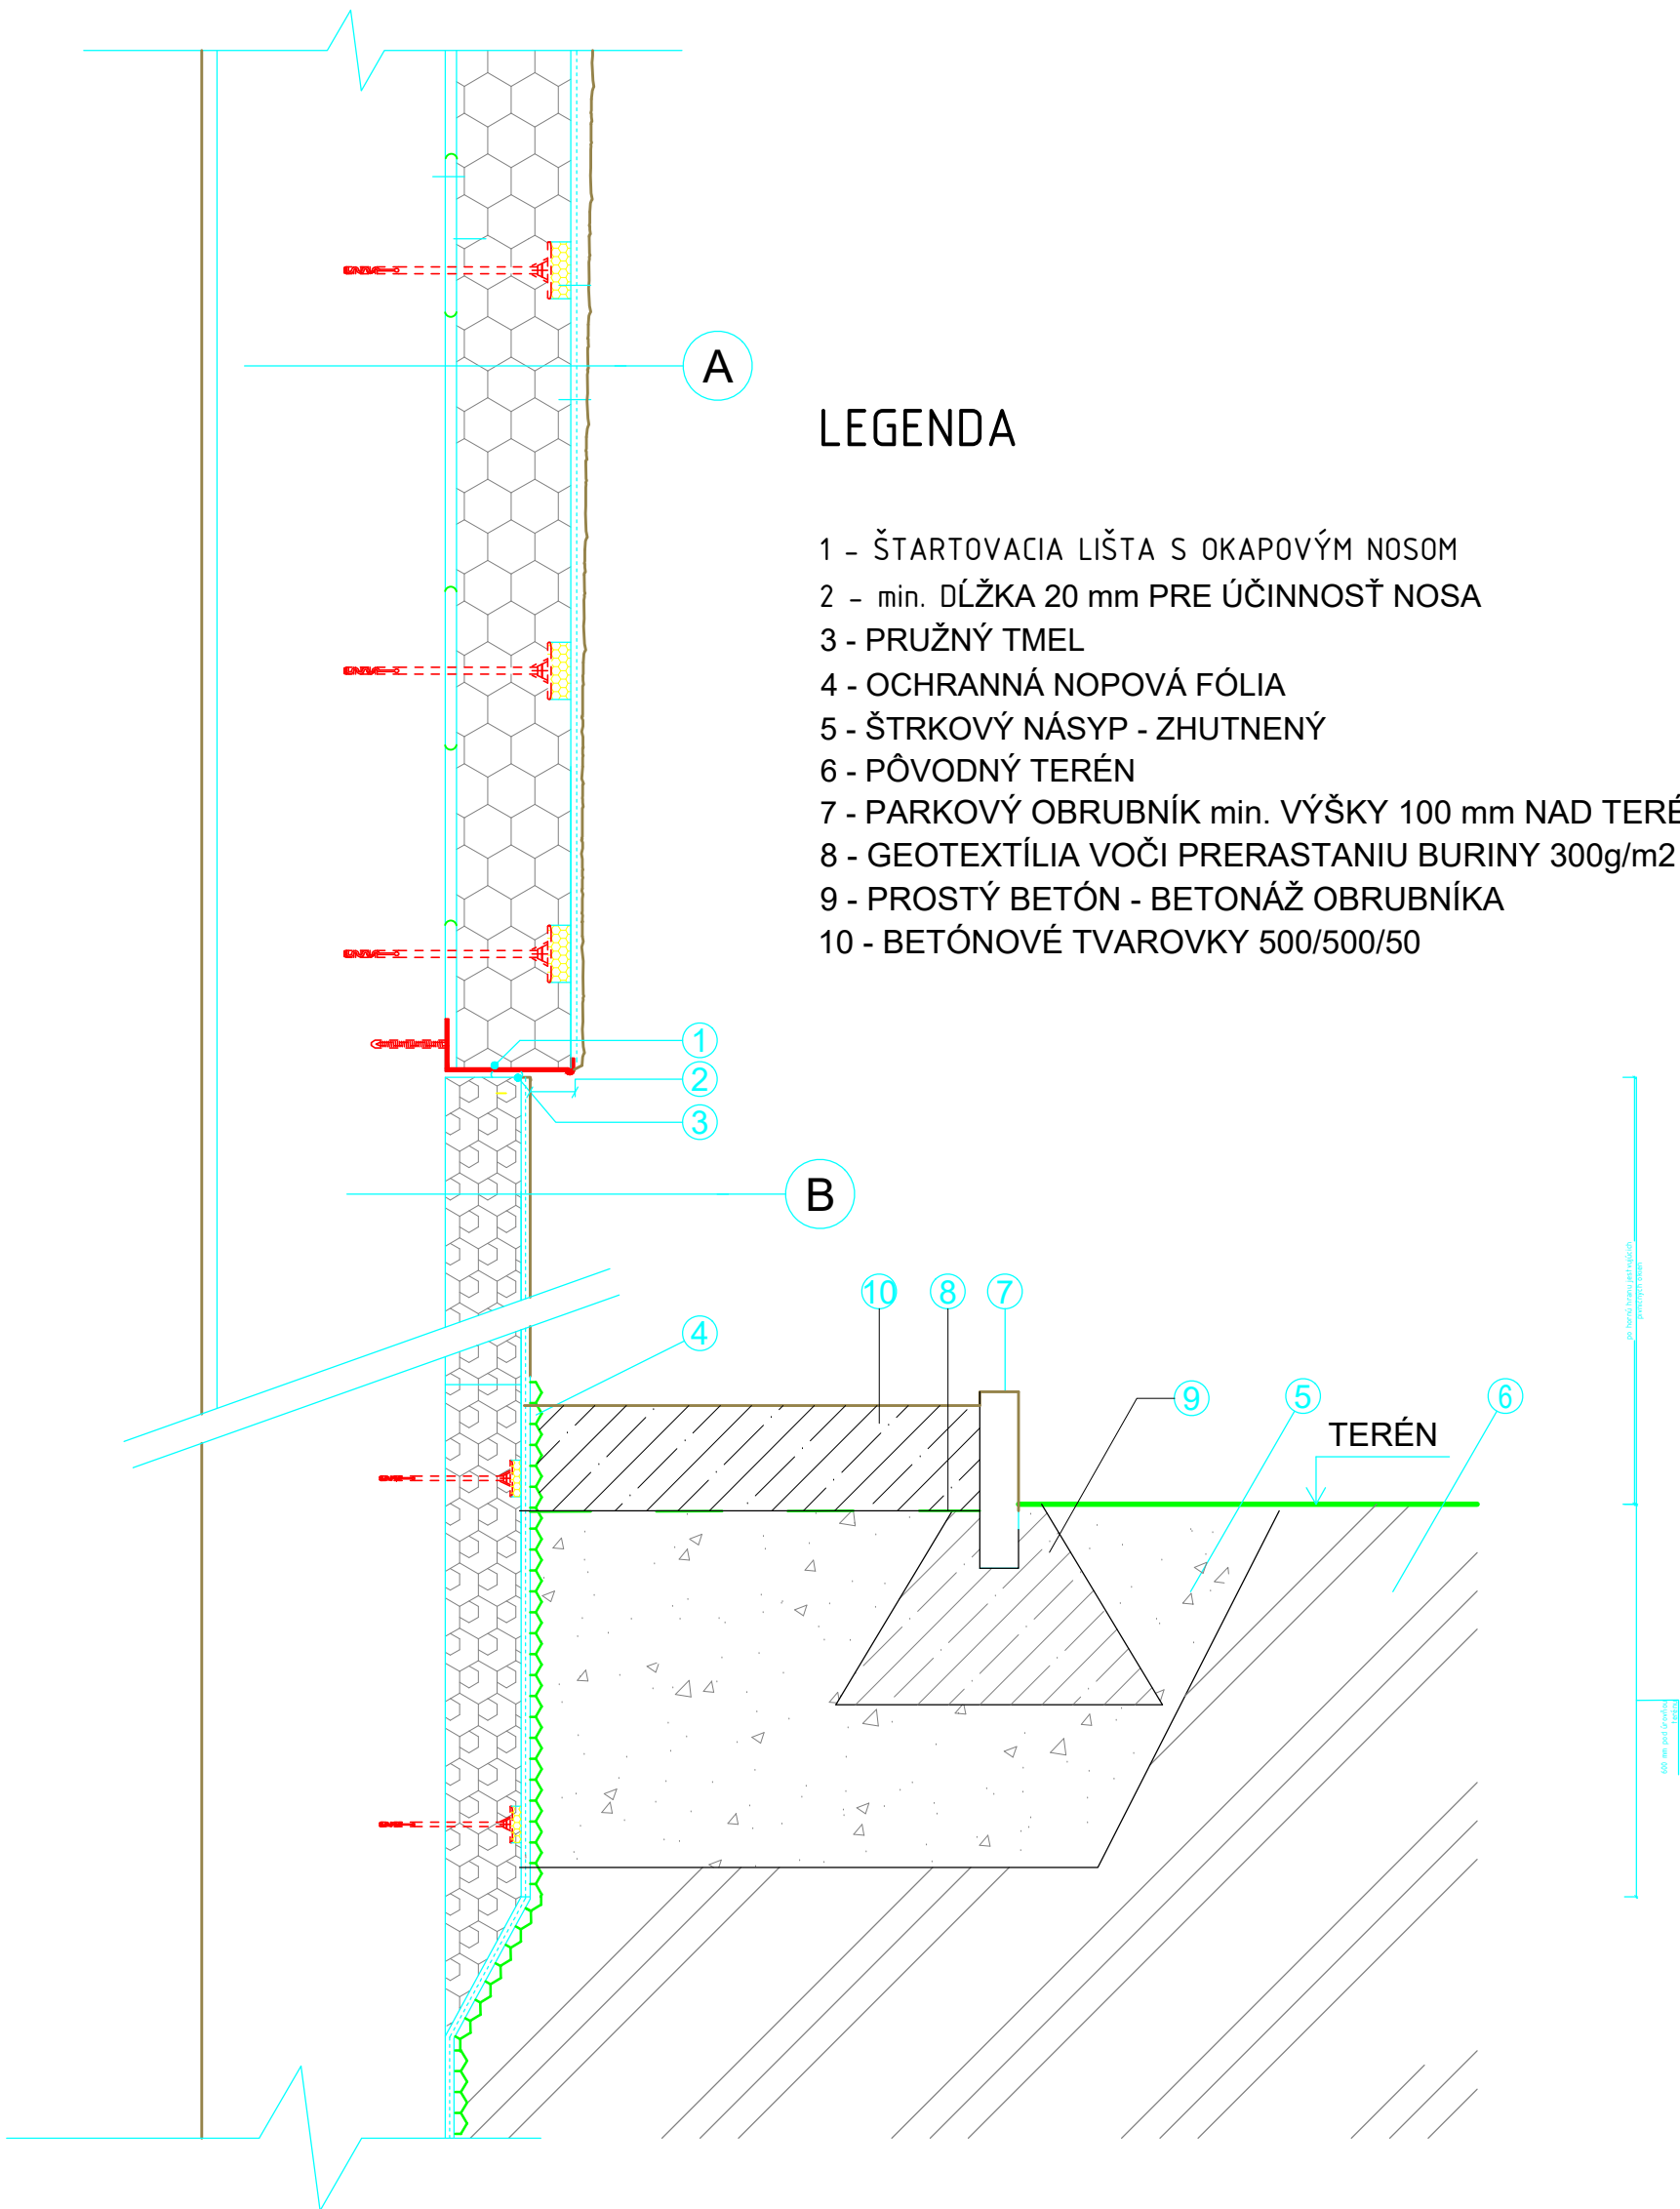 A
LEGENDA
1 - ŠTARTOVACIA LIŠTA S OKAPOVÝM NOSOM
2 - min. DĹŽKA 20 mm PRE ÚČINNOSŤ NOSA
3 - PRUŽNÝ TMEL
4 - OCHRANNÁ NOPOVÁ FÓLIA
5 - ŠTRKOVÝ NÁSYP - ZHUTNENÝ
6 - PÔVODNÝ TERÉN
7 - PARKOVÝ OBRUBNÍK min. VÝŠKY 100 mm NAD TERÉ
8 - GEOTEXTÍLIA VOČI PRERASTANIU BURINY 300g/m2
9 - PROSTÝ BETÓN - BETONÁŽ OBRUBNÍKA
10 - BETÓNOVÉ TVAROVKY 500/500/50
1
2
3
B
10
8
7
4
9
5
6
TERÉN